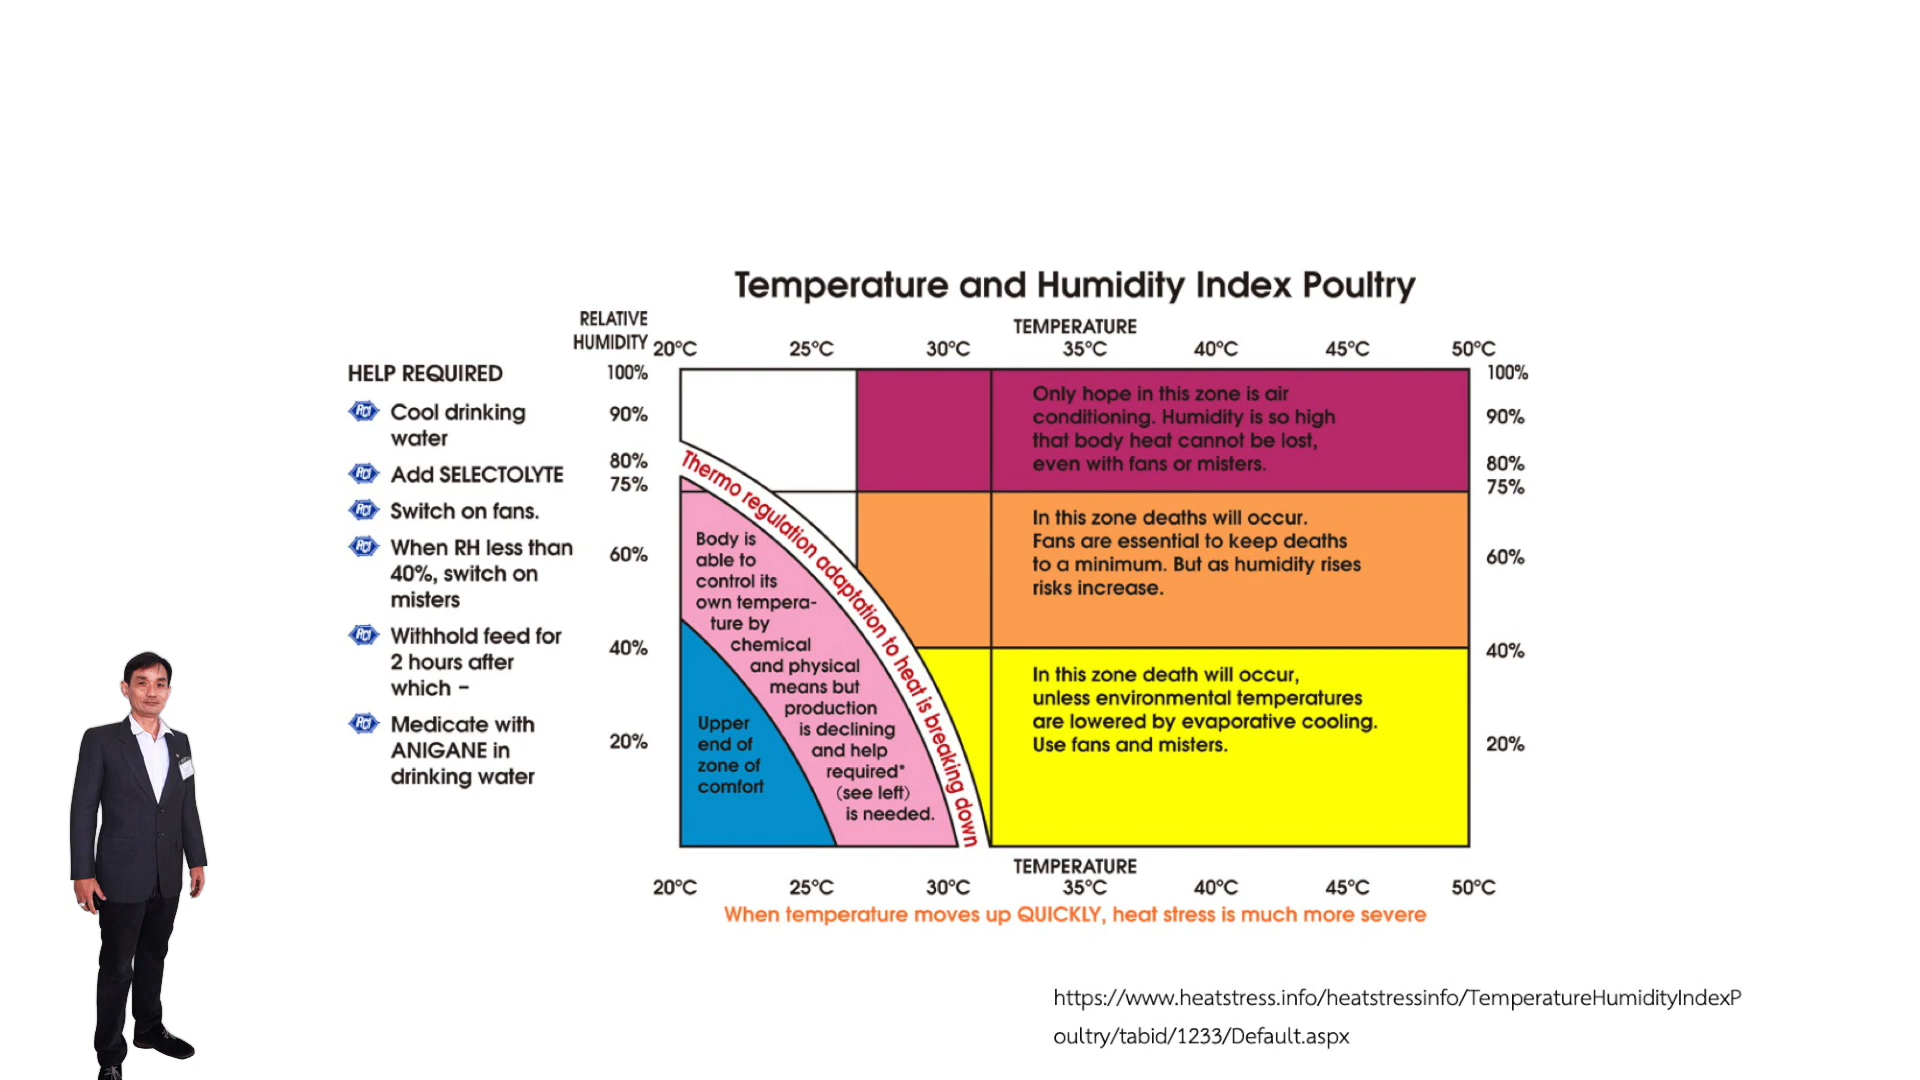 Temperature and Humidity Index Poultry
RELATIVE
HUMIDITY
TEMPERATURE
20°C 25°C 30°C 35°C 40°C 45°C 50°C
HELP REQUIRED
Cool drinking
water
Add SELECTOLYTE
Switch on fans.
When RH less than
40%, switch on
misters
Withhold feed for
2 hours after
which –
Medicate with
ANIGANE in
drinking water
100%
90%
80%
75%
60%
40%
20%
Thermo regulation adaptation to heat is breaking down
Body is
able to
control its
own tempera-
ture by
chemical
and physical
means but
production
is declining
and help
required*
(see left)
is needed.
Upper
end of
zone of
comfort
Only hope in this zone is air
conditioning. Humidity is so high
that body heat cannot be lost,
even with fans or misters.
In this zone deaths will occur.
Fans are essential to keep deaths
to a minimum. But as humidity rises
risks increase.
In this zone death will occur,
unless environmental temperatures
are lowered by evaporative cooling.
Use fans and misters.
100%
90%
80%
75%
60%
40%
20%
TEMPERATURE
20°C 25°C 30°C 35°C 40°C 45°C 50°C
When temperature moves up QUICKLY, heat stress is much more severe
https://www.heatstress.info/heatstressinfo/TemperatureHumidityIndexP
oultry/tabid/1233/Default.aspx